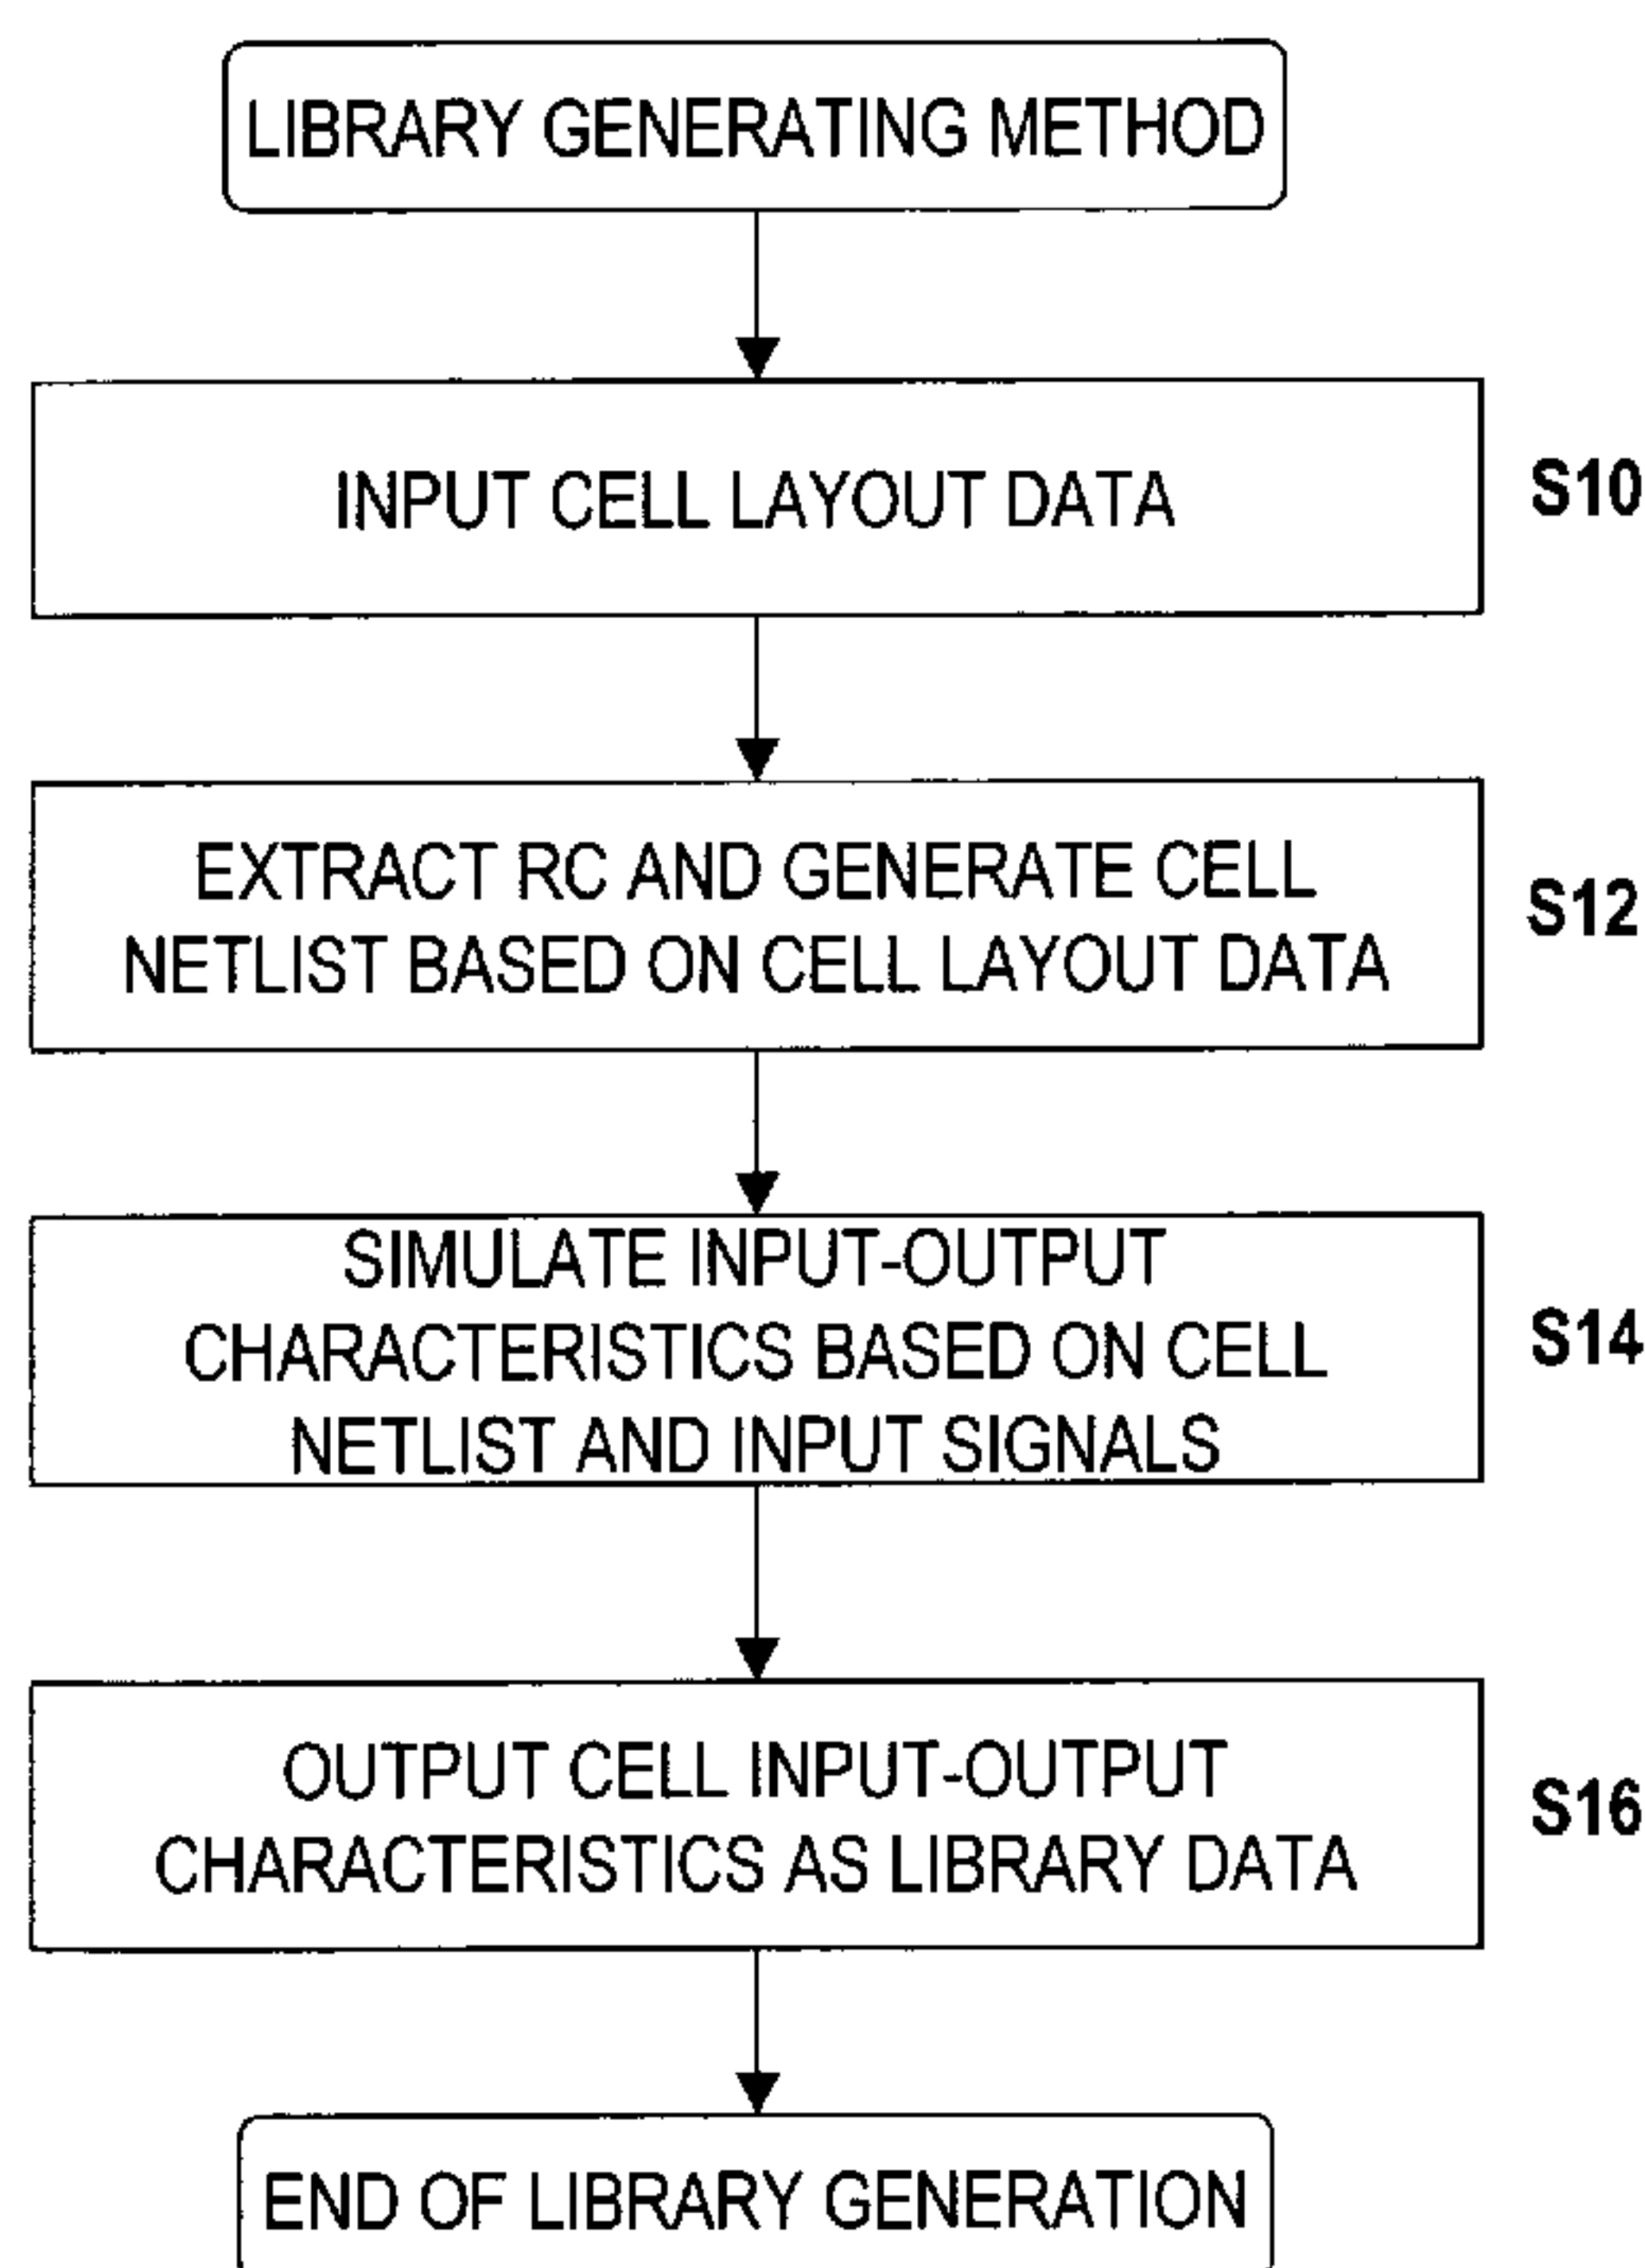 LIBRARY GENERATING METHOD
INPUT CELL LAYOUT DATA
S10
EXTRACT RC AND GENERATE CELL
NETLIST BASED ON CELL LAYOUT DATA
S12
SIMULATE INPUT-OUTPUT
CHARACTERISTICS BASED ON CELL
NETLIST AND INPUT SIGNALS
S14
OUTPUT CELL INPUT-OUTPUT
CHARACTERISTICS AS LIBRARY DATA
S16
END OF LIBRARY GENERATION